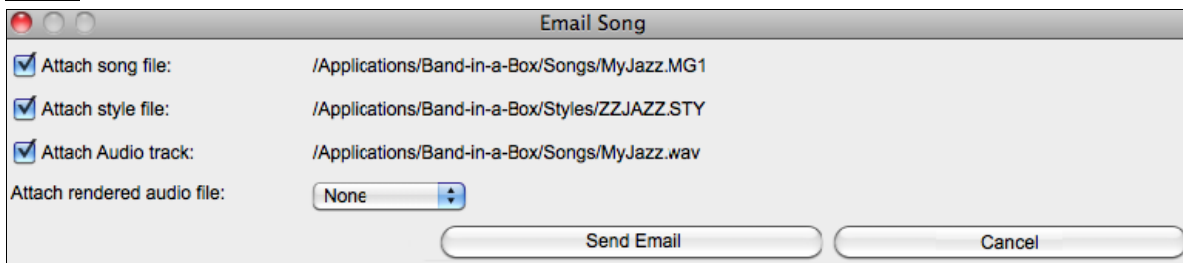 Email Song
Attach song file: /Applications/Band-in-a-Box/Songs/MyJazz.MG1
Attach style file: /Applications/Band-in-a-Box/Styles/ZZJAZZ.STY
Attach Audio track: /Applications/Band-in-a-Box/Songs/MyJazz.wav
Attach rendered audio file: None
Send Email Cancel